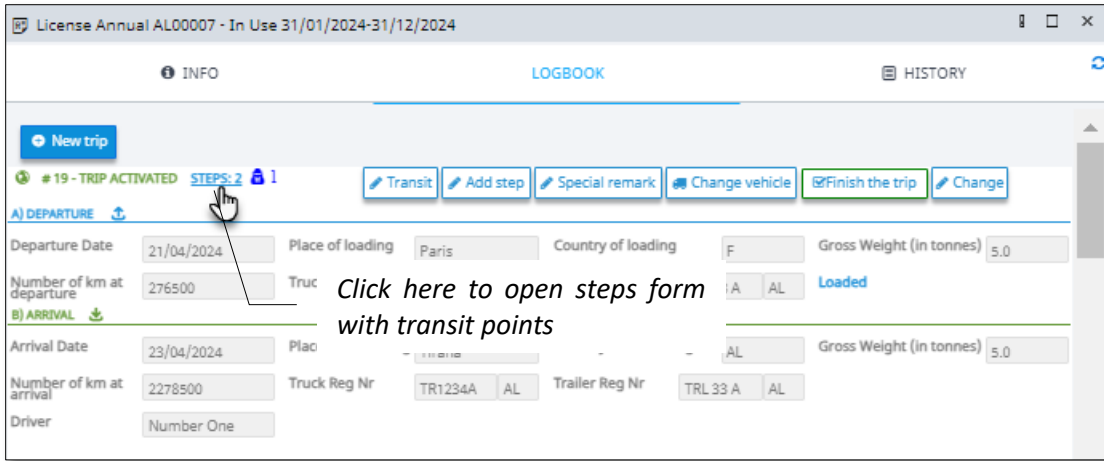 License Annual AL00007 - In Use 31/01/2024-31/12/2024
INFO LOGBOOK HISTORY
New trip
# 19 - TRIP ACTIVATED STEPS: 2 1 Transit Add step Special remark Change vehicle Finish the trip Change
A) DEPARTURE
Departure Date 21/04/2024 Place of loading Paris Country of loading F Gross Weight (in tonnes) 5.0
Number of km at departure 276500 Truc A AL Loaded
Click here to open steps form
with transit points
B) ARRIVAL
Arrival Date 23/04/2024 Plac AL Gross Weight (in tonnes) 5.0
Number of km at arrival 2278500 Truck Reg Nr TR1234A AL Trailer Reg Nr TRL 33 A AL
Driver Number One